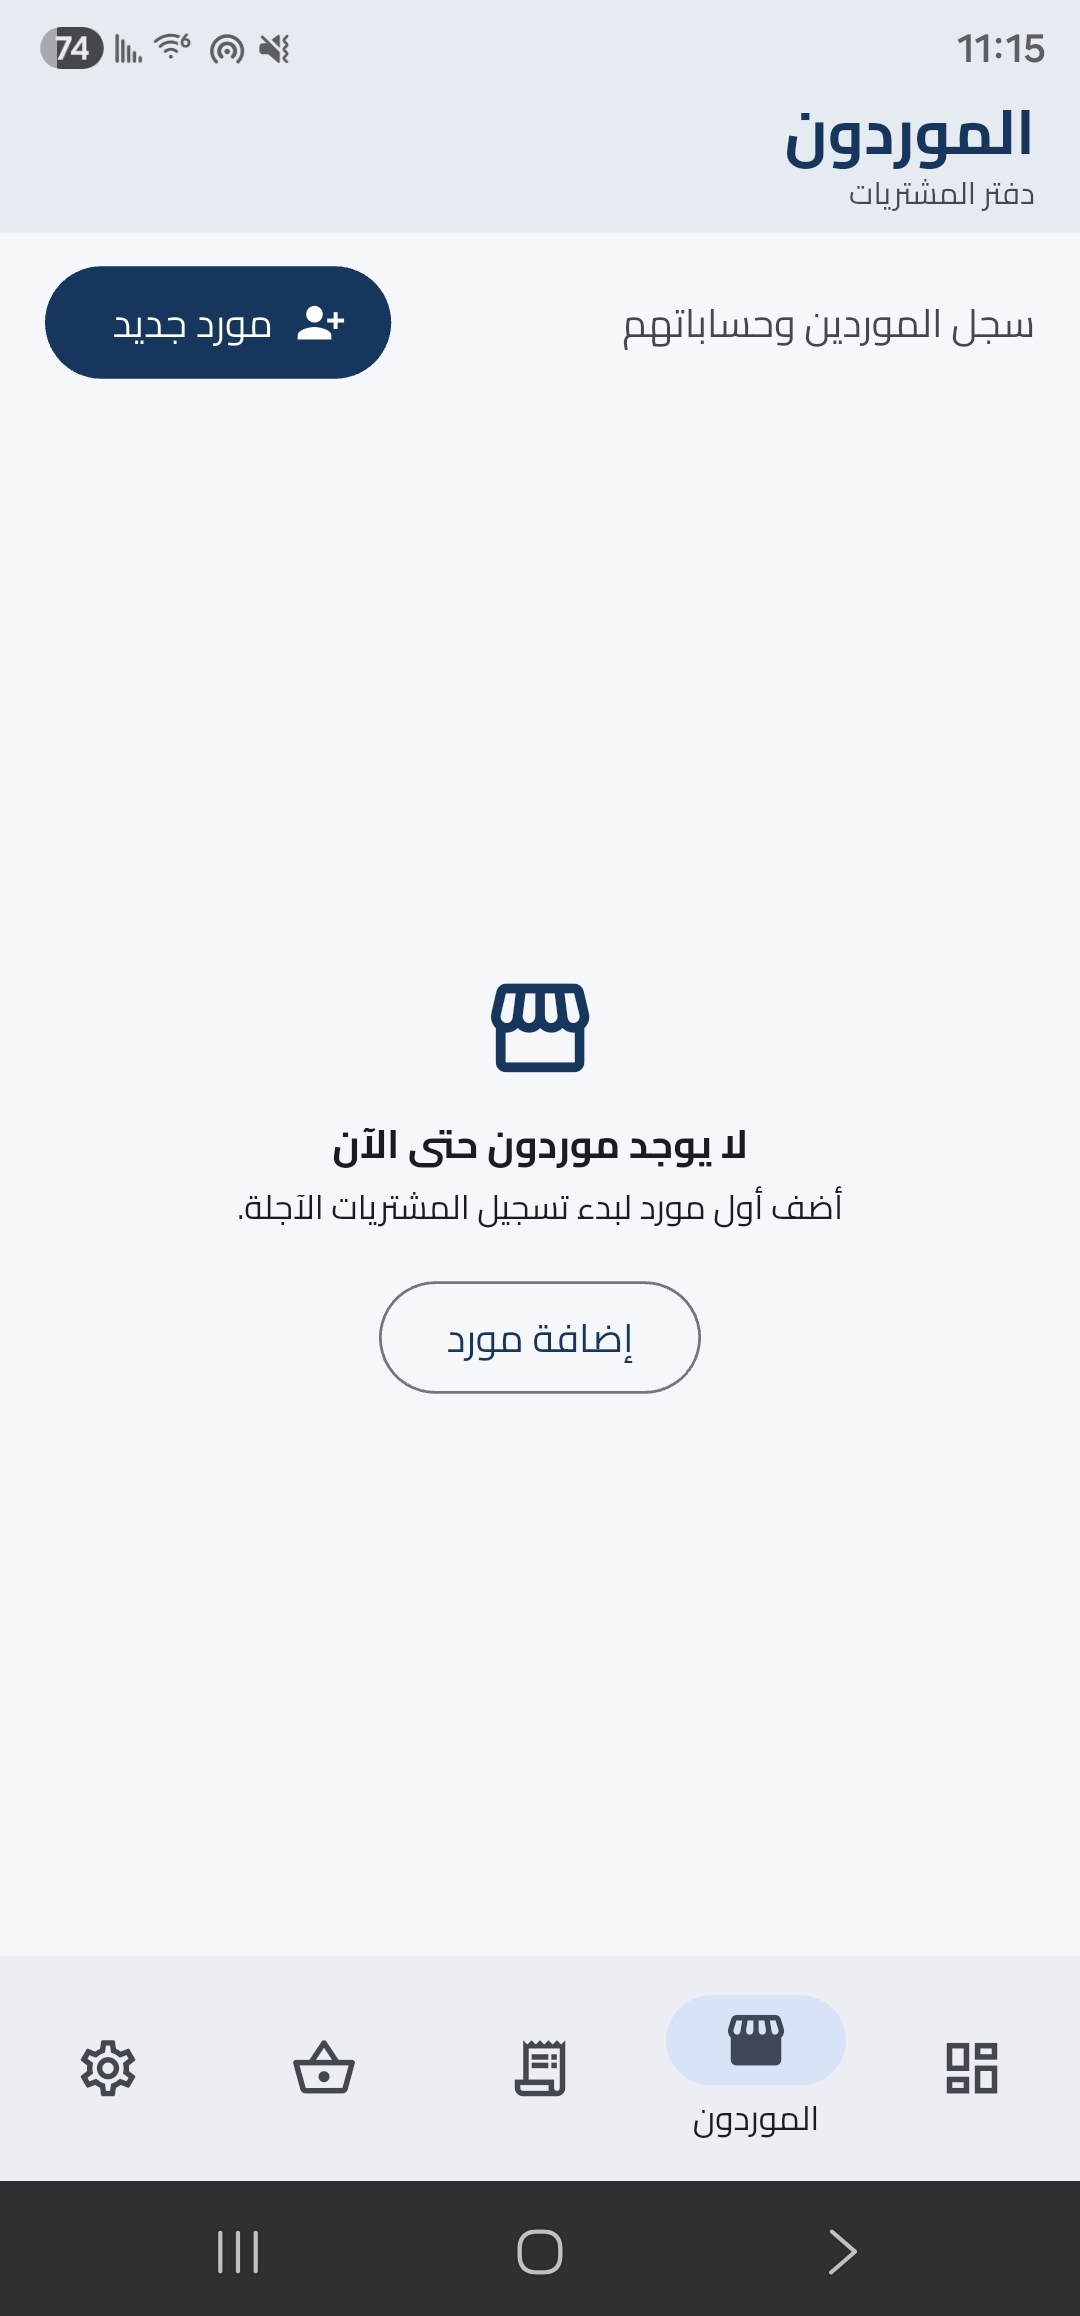 11:15
74
6
الموردون
دفتر المشتريات
سجل الموردين وحساباتهم
مورد جديد
لا يوجد موردون حتى الآن
أضف أول مورد لبدء تسجيل المشتريات الآجلة.
إضافة مورد
الموردون